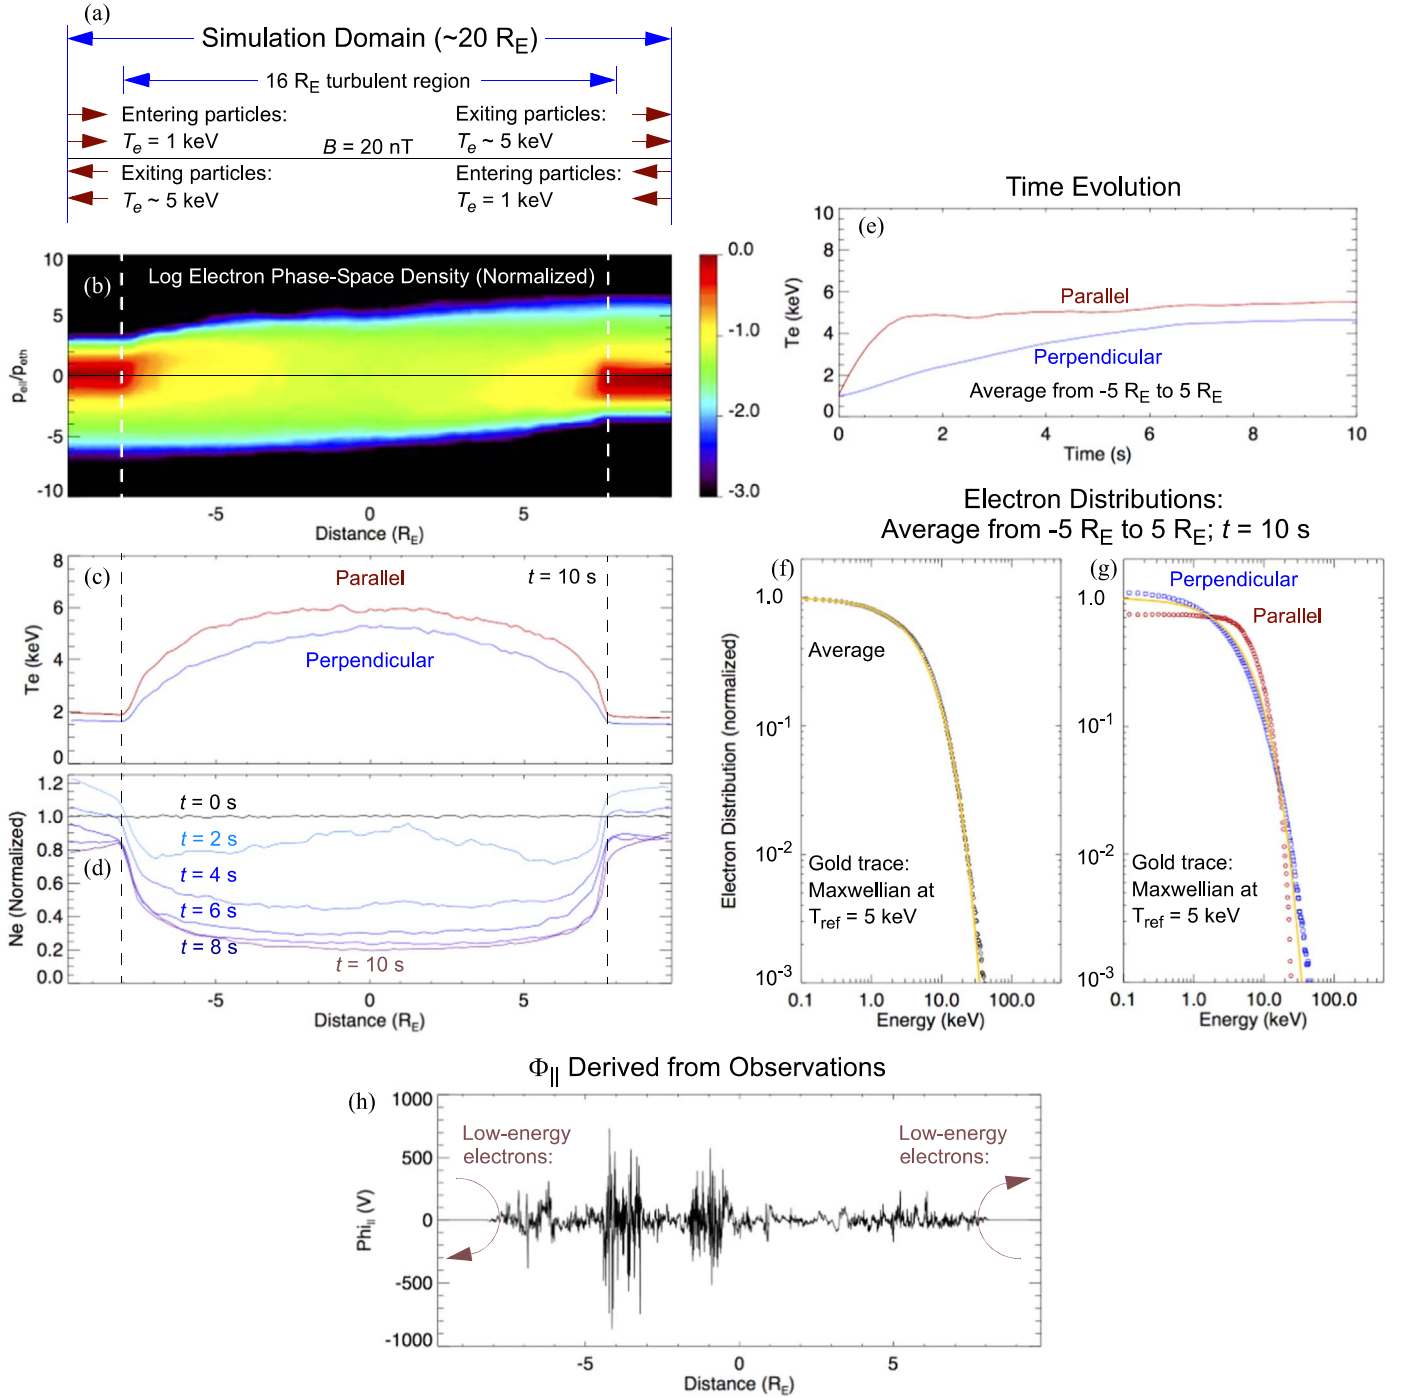 (a)
Simulation Domain (~20 R_E)
16 R_E turbulent region
Entering particles:
T_e = 1 keV
B = 20 nT
Exiting particles:
T_e ~ 5 keV
Exiting particles:
T_e ~ 5 keV
Entering particles:
T_e = 1 keV
(b)
Log Electron Phase-Space Density (Normalized)
p_ell/p_eth
10
5
0
-5
-10
-5
0
5
Distance (R_E)
0.0
-1.0
-2.0
-3.0
(c)
Parallel
t = 10 s
Perpendicular
Te (keV)
8
6
4
2
0
(d)
t = 0 s
t = 2 s
t = 4 s
t = 6 s
t = 8 s
t = 10 s
Ne (Normalized)
1.2
1.0
0.8
0.6
0.4
0.2
0.0
-5
0
5
Distance (R_E)
Time Evolution
(e)
Parallel
Perpendicular
Average from -5 R_E to 5 R_E
Te (keV)
10
8
6
4
2
0
0
2
4
6
8
10
Time (s)
Electron Distributions:
Average from -5 R_E to 5 R_E; t = 10 s
(f)
Average
Gold trace:
Maxwellian at
T_ref = 5 keV
Electron Distribution (normalized)
1.0
10^-1
10^-2
10^-3
0.1
1.0
10.0
100.0
Energy (keV)
(g)
Perpendicular
Parallel
Gold trace:
Maxwellian at
T_ref = 5 keV
1.0
10^-1
10^-2
10^-3
0.1
1.0
10.0
100.0
Energy (keV)
Φ_|| Derived from Observations
(h)
Low-energy
electrons:
Low-energy
electrons:
Phi_|| (V)
1000
500
0
-500
-1000
-5
0
5
Distance (R_E)